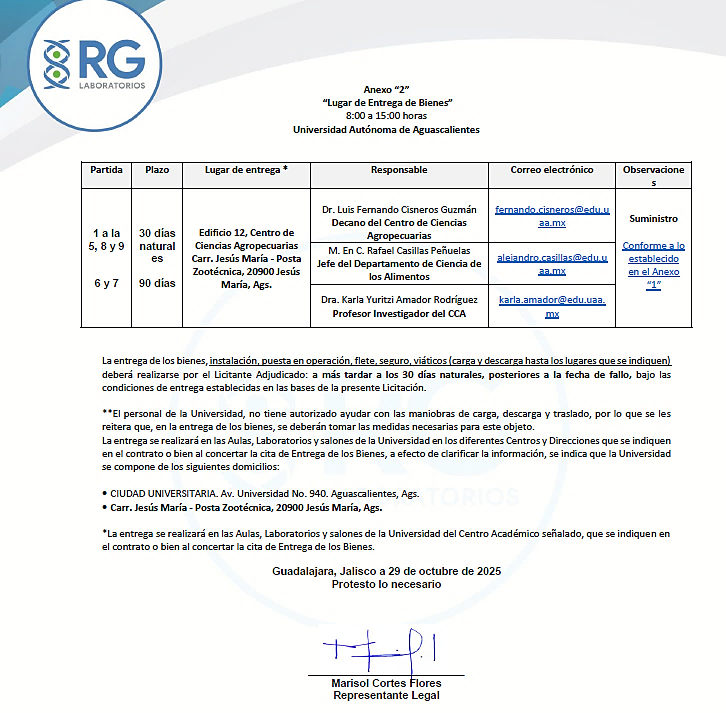 RG
LABORATORIOS
Anexo "2"
"Lugar de Entrega de Bienes"
8:00 a 15:00 horas
Universidad Autónoma de Aguascalientes
Partida
Plazo
Lugar de entrega *
Responsable
Correo electrónico
Observacione
s
1 a la
5, 8 y 9
6 y 7
30 días
natural
es
90 días
Edificio 12, Centro de
Ciencias Agropecuarias
Carr. Jesús María - Posta
Zootécnica, 20900 Jesús
María, Ags.
Dr. Luis Fernando Cisneros Guzmán
Decano del Centro de Ciencias
Agropecuarias
fernando.cisneros@edu.u
aa.mx
M. En C. Rafael Casillas Peñuelas
Jefe del Departamento de Ciencia de
los Alimentos
alejandro.casillas@edu.u
aa.mx
Dra. Karla Yuritzi Amador Rodríguez
Profesor Investigador del CCA
karla.amador@edu.uaa.
mx
Suministro
Conforme a lo
establecido
en el Anexo
"1"
La entrega de los bienes, instalación, puesta en operación, flete, seguro, viáticos (carga y descarga hasta los lugares que se indiquen)
deberá realizarse por el Licitante Adjudicado: a más tardar a los 30 días naturales, posteriores a la fecha de fallo, bajo las
condiciones de entrega establecidas en las bases de la presente Licitación.
**El personal de la Universidad, no tiene autorizado ayudar con las maniobras de carga, descarga y traslado, por lo que se les
reitera que, en la entrega de los bienes, se deberán tomar las medidas necesarias para este objeto.
La entrega se realizará en las Aulas, Laboratorios y salones de la Universidad en los diferentes Centros y Direcciones que se indiquen
en el contrato o bien al concertar la cita de Entrega de los Bienes, a efecto de clarificar la información, se indica que la Universidad
se compone de los siguientes domicilios:
• CIUDAD UNIVERSITARIA. Av. Universidad No. 940. Aguascalientes, Ags.
• Carr. Jesús María - Posta Zootécnica, 20900 Jesús María, Ags.
*La entrega se realizará en las Aulas, Laboratorios y salones de la Universidad del Centro Académico señalado, que se indiquen en
el contrato o bien al concertar la cita de Entrega de los Bienes.
Guadalajara, Jalisco a 29 de octubre de 2025
Protesto lo necesario
Marisol Cortes Flores
Representante Legal